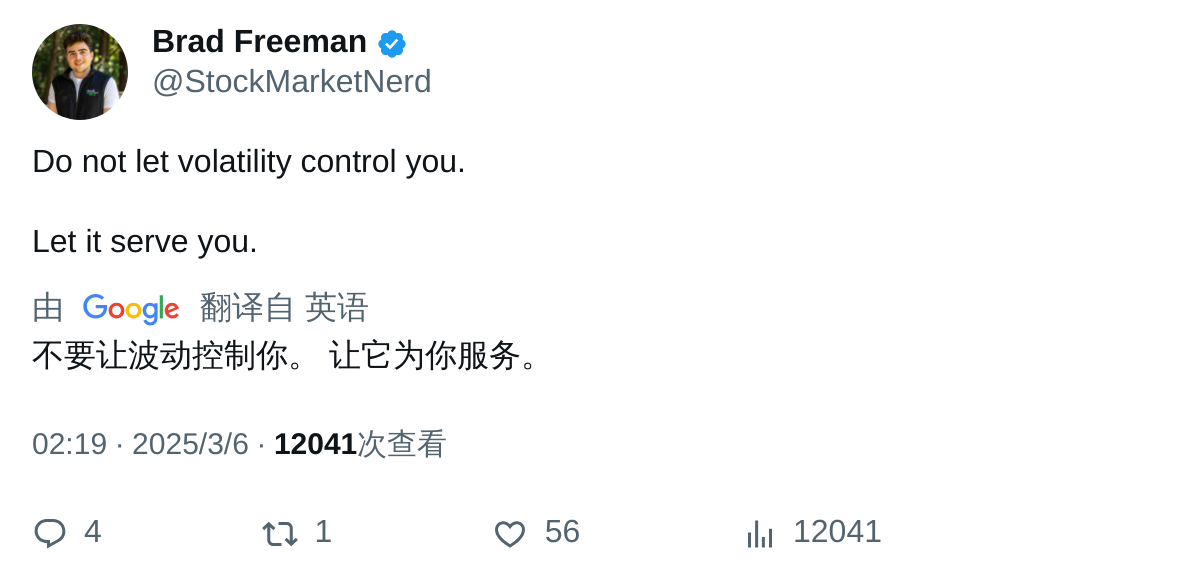 Brad Freeman
@StockMarketNerd
Do not let volatility control you.
Let it serve you.
由 Google 翻译自 英语
不要让波动控制你。 让它为你服务。
02:19 · 2025/3/6 · 12041次查看
4 1 56 12041